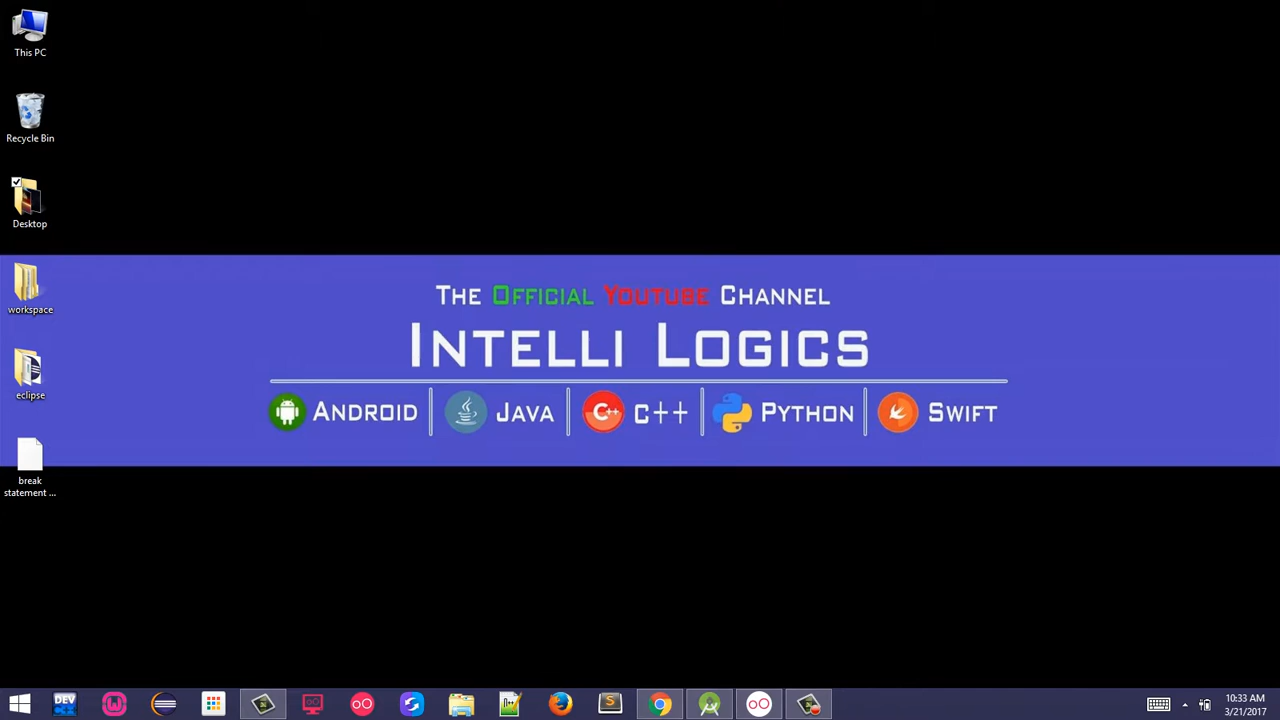 This PC
Recycle Bin
Desktop
workspace
eclipse
break
statement ...
The Official Youtube Channel
Intelli Logics
Android
Java
C++ C++
Python
Swift
DEV
C++
W
S
10:33 AM
3/21/2017